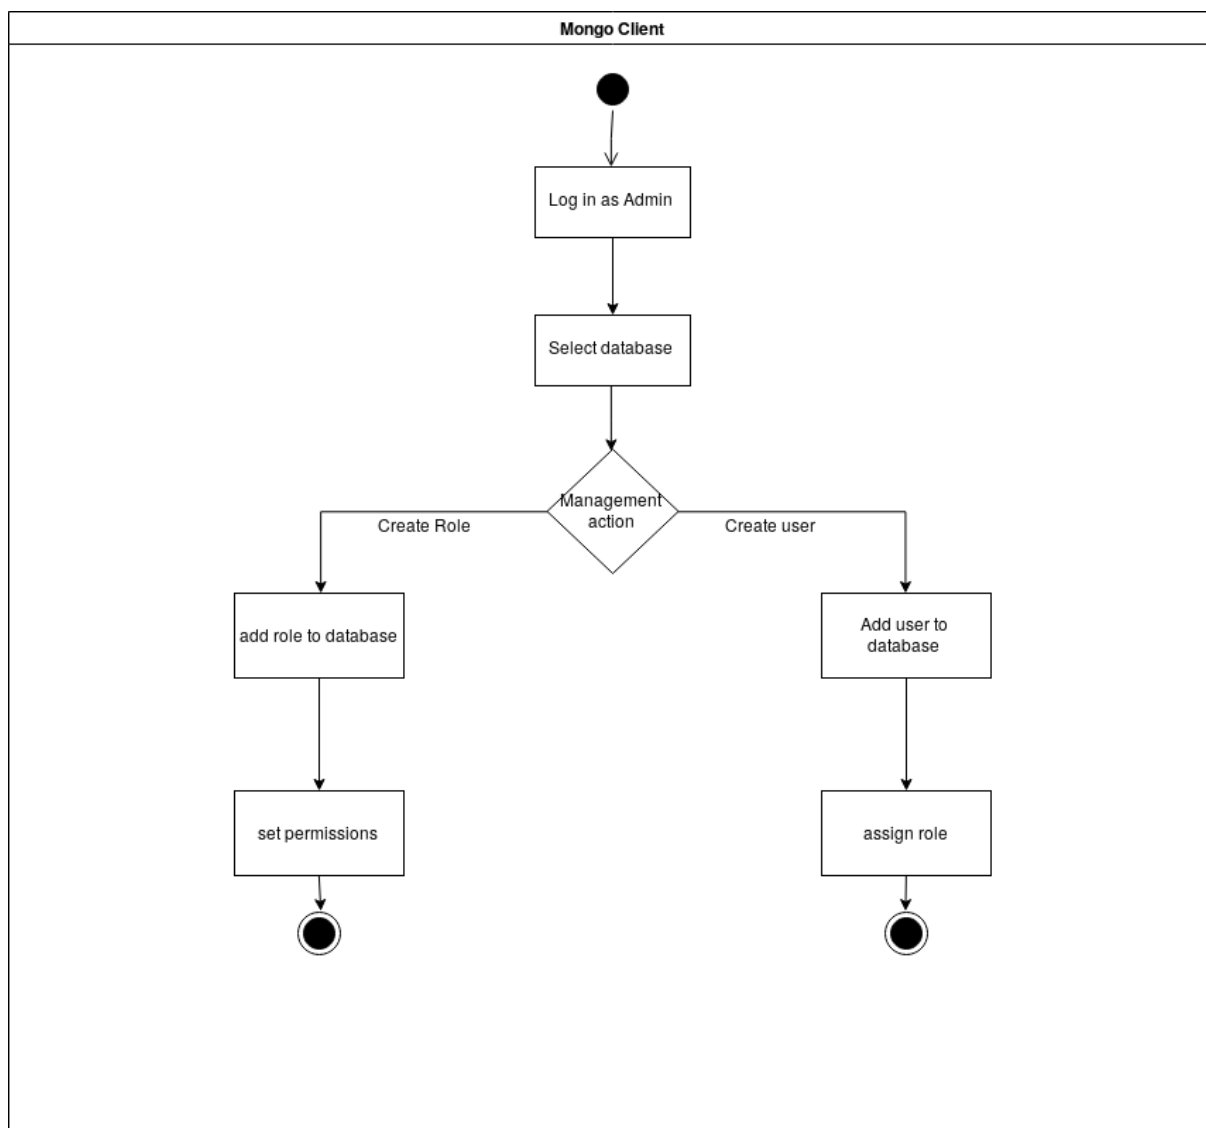 Mongo Client
Log in as Admin
Select database
Management
action
Create Role
Create user
add role to database
Add user to
database
set permissions
assign role